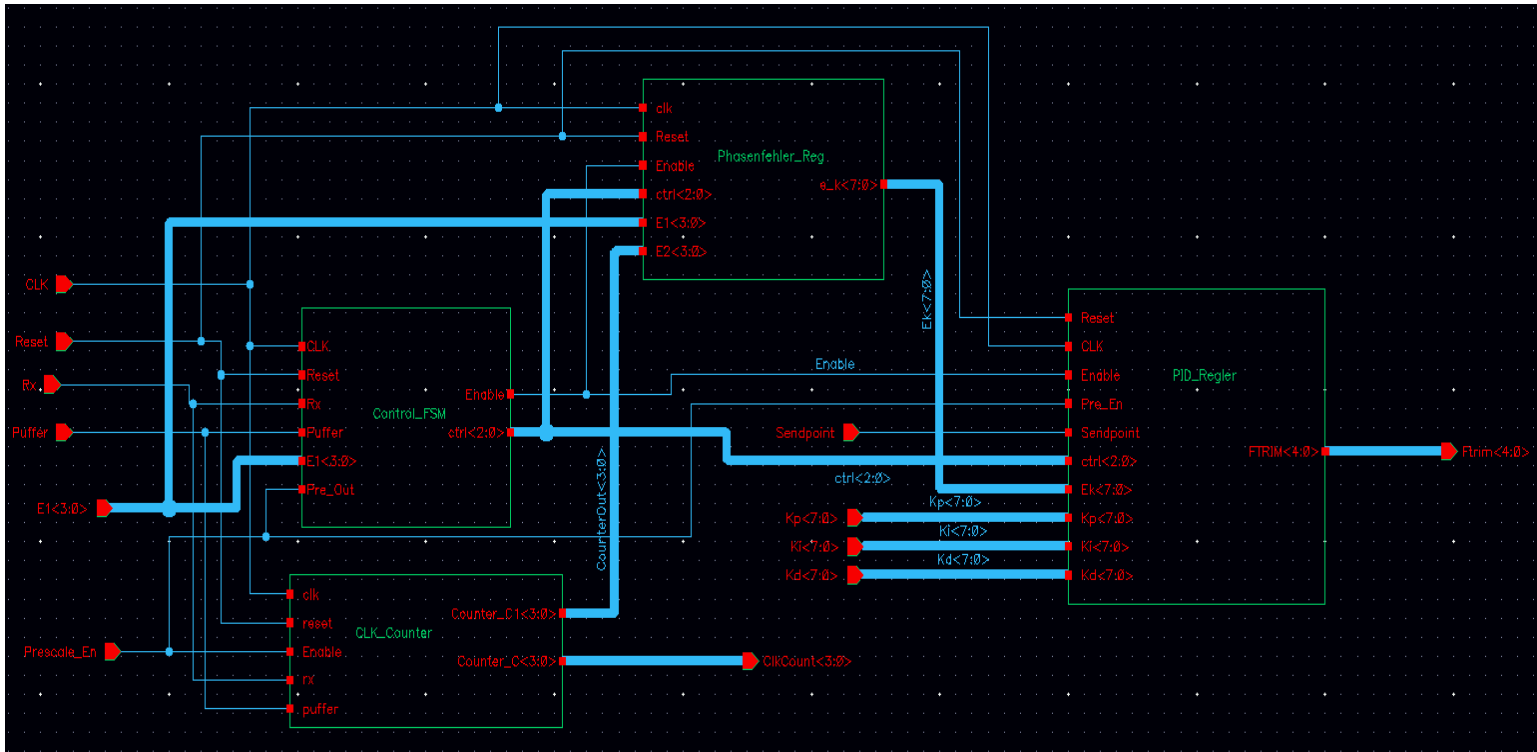 clk
Reset
Enable
ctrl<2:0>
E1<3:0>
E2<3:0>
Phasenfehler_Reg
e_k<7:0>
CLK
Reset
Rx
Puffer
E1<3:0>
Prescale_En
CLK
Reset
Rx
Puffer
E1<3:0>
Pre_Out
Control_FSM
Enable
ctrl<2:0>
clk
reset
Enable
rx
puffer
CLK_Counter
Counter_C1<3:0>
Counter_C<3:0>
CounterOut<3:0>
ClkCount<3:0>
Ek<7:0>
Enable
Sendpoint
ctrl<2:0>
Kp<7:0>
Kp<7:0>
Ki<7:0>
Ki<7:0>
Kd<7:0>
Kd<7:0>
Reset
CLK
Enable
Pre_En
Sendpoint
ctrl<2:0>
Ek<7:0>
Kp<7:0>
Ki<7:0>
Kd<7:0>
PID_Regler
FTRIM<4:0>
Ftrim<4:0>